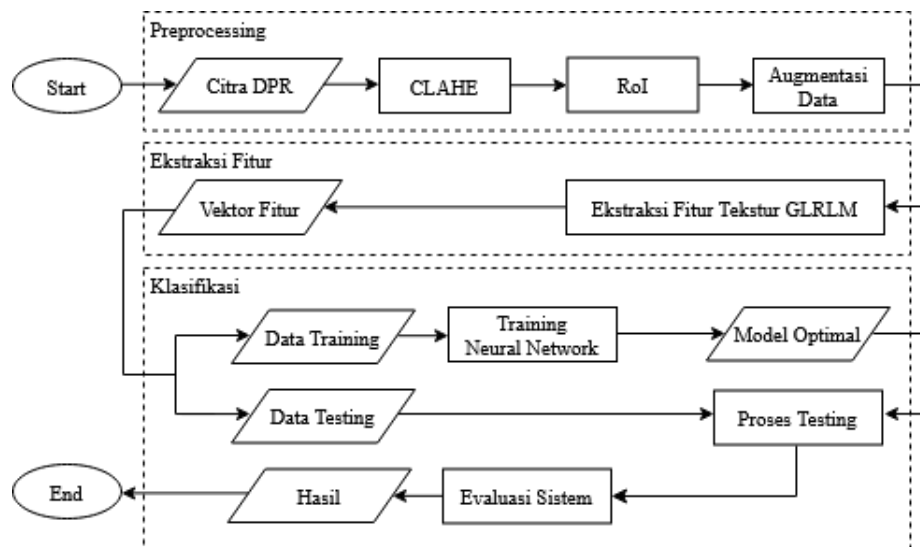 Preprocessing
Start
Citra DPR
CLAHE
RoI
Augmentasi
Data
Ekstraksi Fitur
Vektor Fitur
Ekstraksi Fitur Tekstur GLRLM
Klasifikasi
Data Training
Training
Neural Network
Model Optimal
Data Testing
Proses Testing
End
Hasil
Evaluasi Sistem